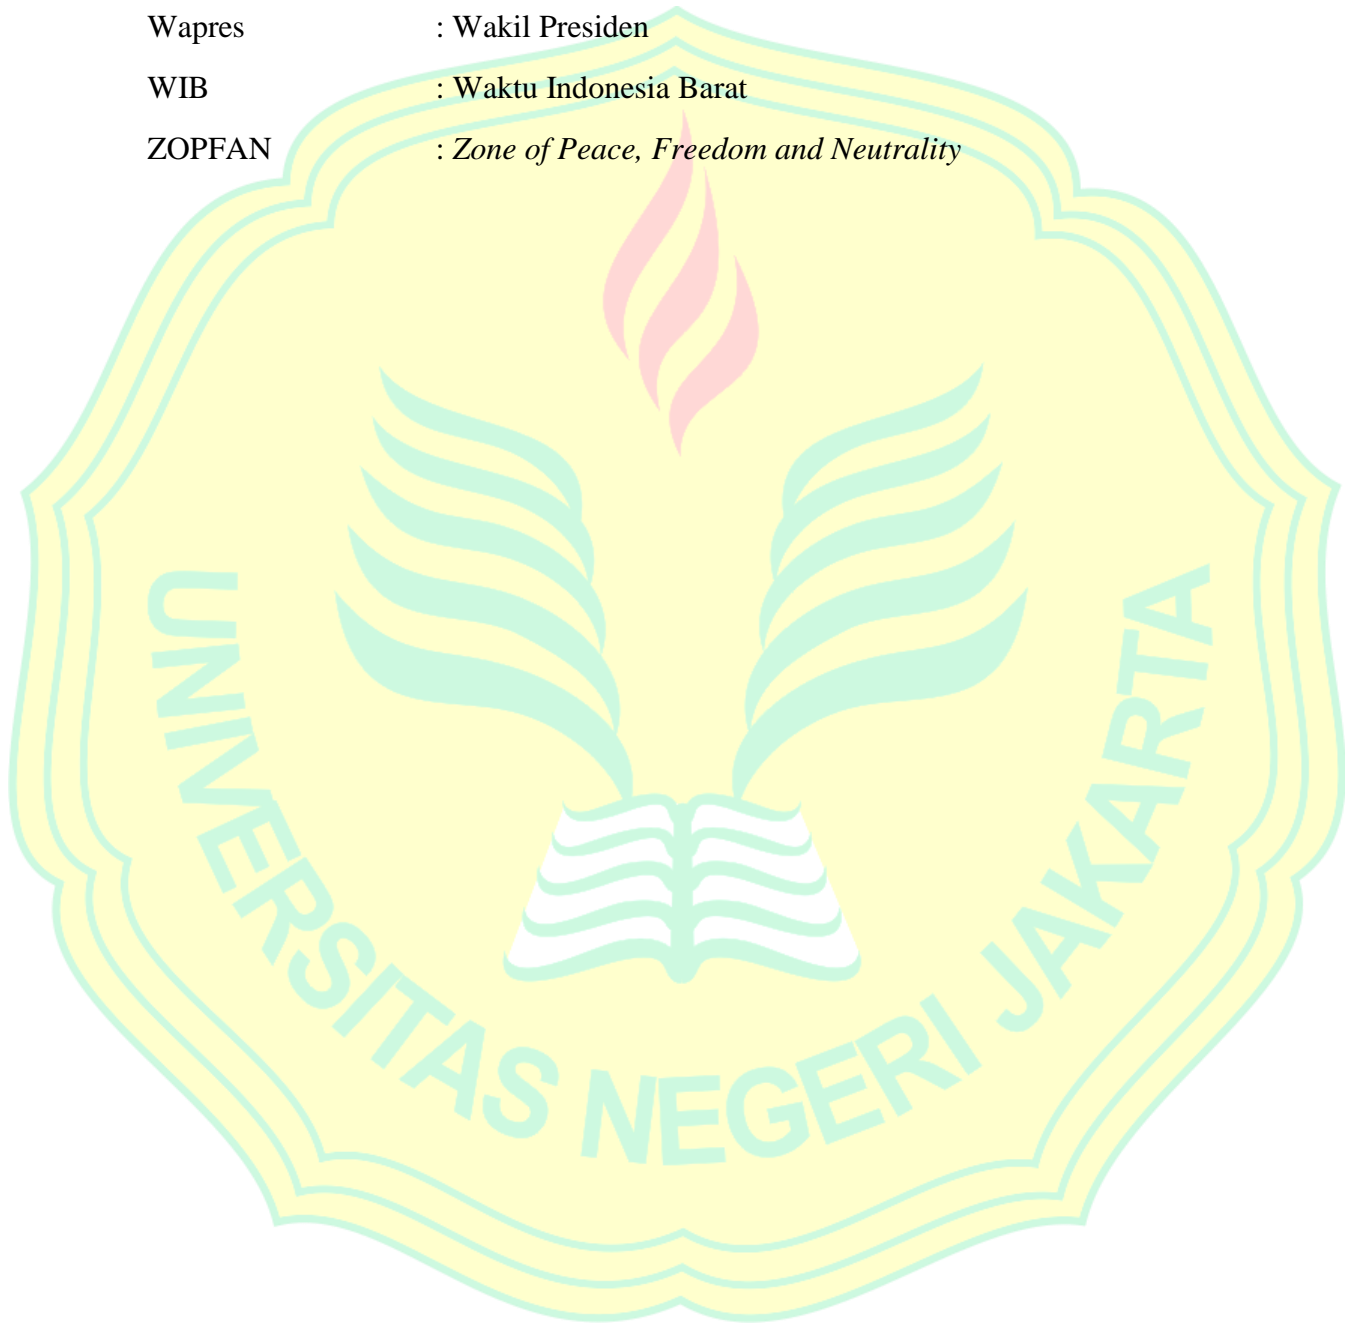 Wapres : Wakil Presiden
WIB : Waktu Indonesia Barat
ZOPFAN : Zone of Peace, Freedom and Neutrality
UNIVERSITAS NEGERI JAKARTA